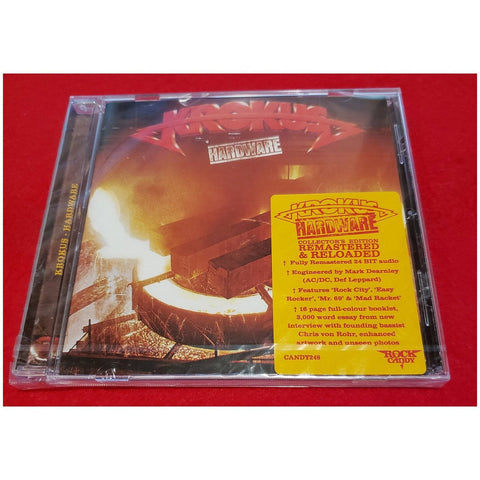 KROKUS
HARDWARE
KROKUS · HARDWARE
KROKUS
HARDWARE
COLLECTOR'S EDITION
REMASTERED
& RELOADED
↑ Fully Remastered 24 BIT audio
↑ Engineered by Mark Dearnley
(AC/DC, Def Leppard)
↑ Features 'Rock City', 'Easy
Rocker', 'Mr. 69' & 'Mad Racket'
↑ 16 page full-colour booklet,
3,000 word essay from new
interview with founding bassist
Chris von Rohr, enhanced
artwork and unseen photos
CANDY248
ROCK
CANDY